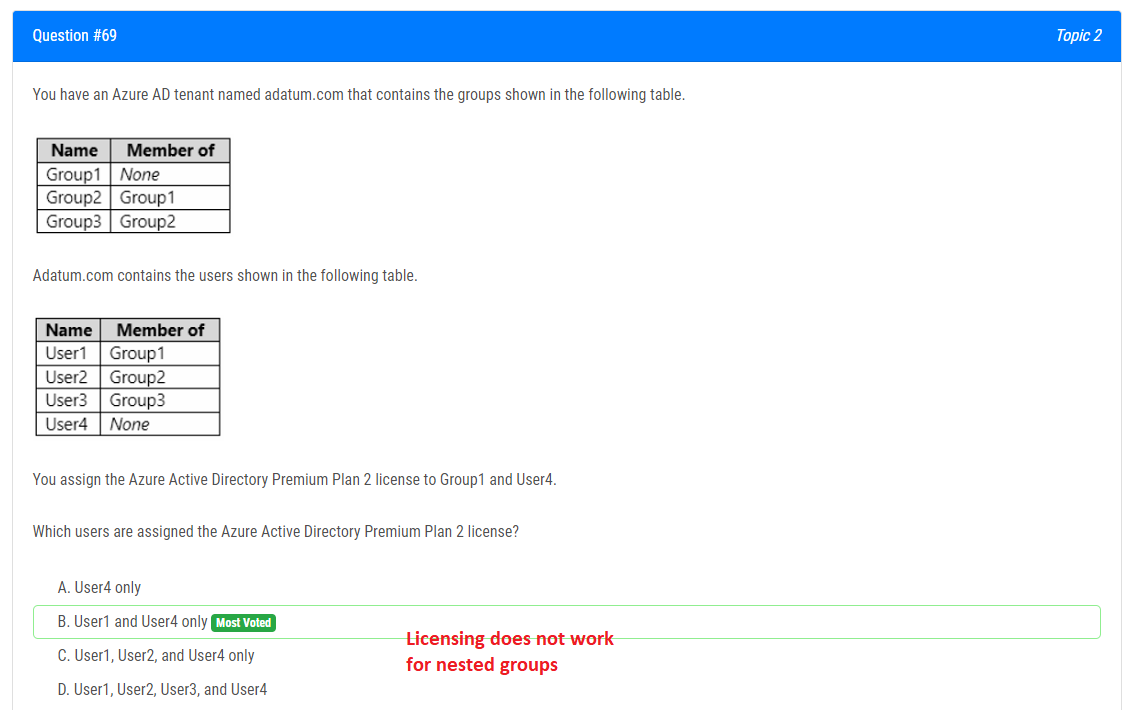 Question #69
Topic 2
You have an Azure AD tenant named adatum.com that contains the groups shown in the following table.
Name Member of
Group1 None
Group2 Group1
Group3 Group2
Adatum.com contains the users shown in the following table.
Name Member of
User1 Group1
User2 Group2
User3 Group3
User4 None
You assign the Azure Active Directory Premium Plan 2 license to Group1 and User4.
Which users are assigned the Azure Active Directory Premium Plan 2 license?
A. User4 only
B. User1 and User4 only Most Voted
Licensing does not work
for nested groups
C. User1, User2, and User4 only
D. User1, User2, User3, and User4